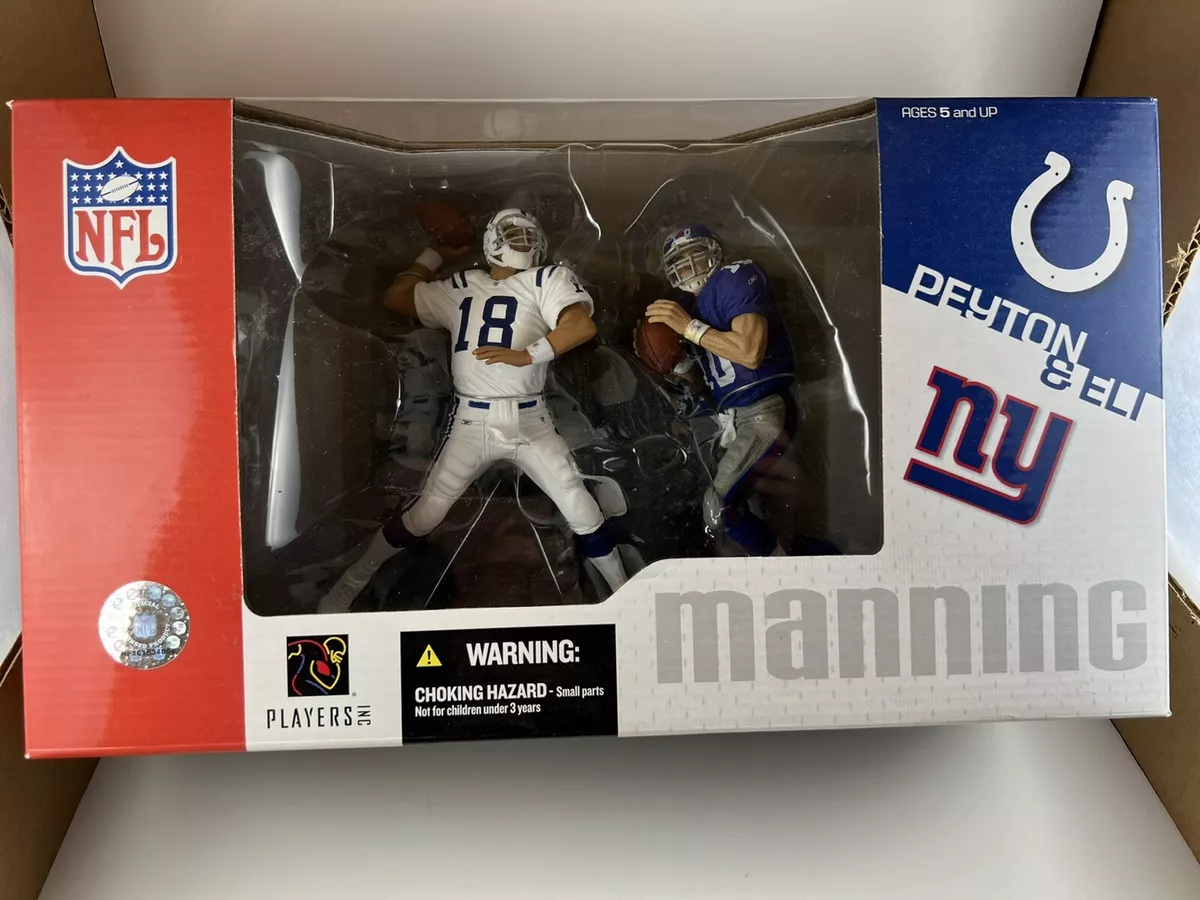 NFL
AGES 5 and UP
PEYTON
& ELI
ny
18
18
10
manning
PLAYERS INC
WARNING:
CHOKING HAZARD - Small parts
Not for children under 3 years